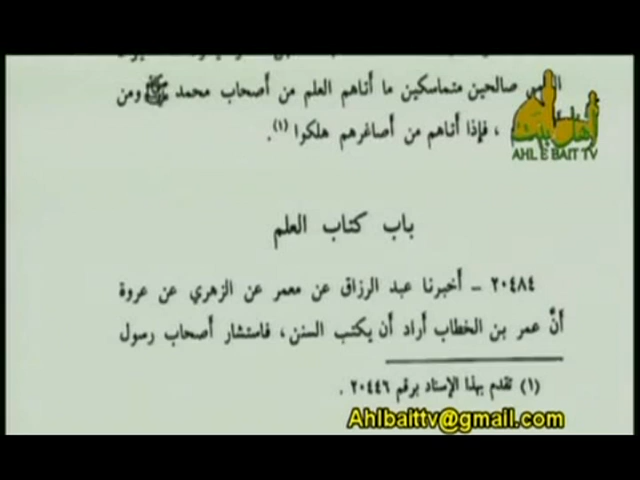 صالحين متماسكين ما أتاهم العلم من أصحاب محمد ﷺ ومن
، فإذا أتاهم من أصاغرهم هلكوا (١).
أهل بيت
AHL E BAIT TV
باب كتاب العلم
٢٠٤٨٤ – أخبرنا عبد الرزاق عن معمر عن الزهري عن عروة
أنَّ عمر بن الخطاب أراد أن يكتب السنن ، فاستشار أصحاب رسول
(١) تقدم بهذا الإسناد برقم ٢٠٤٤٦ .
Ahlbaittv@gmail.com